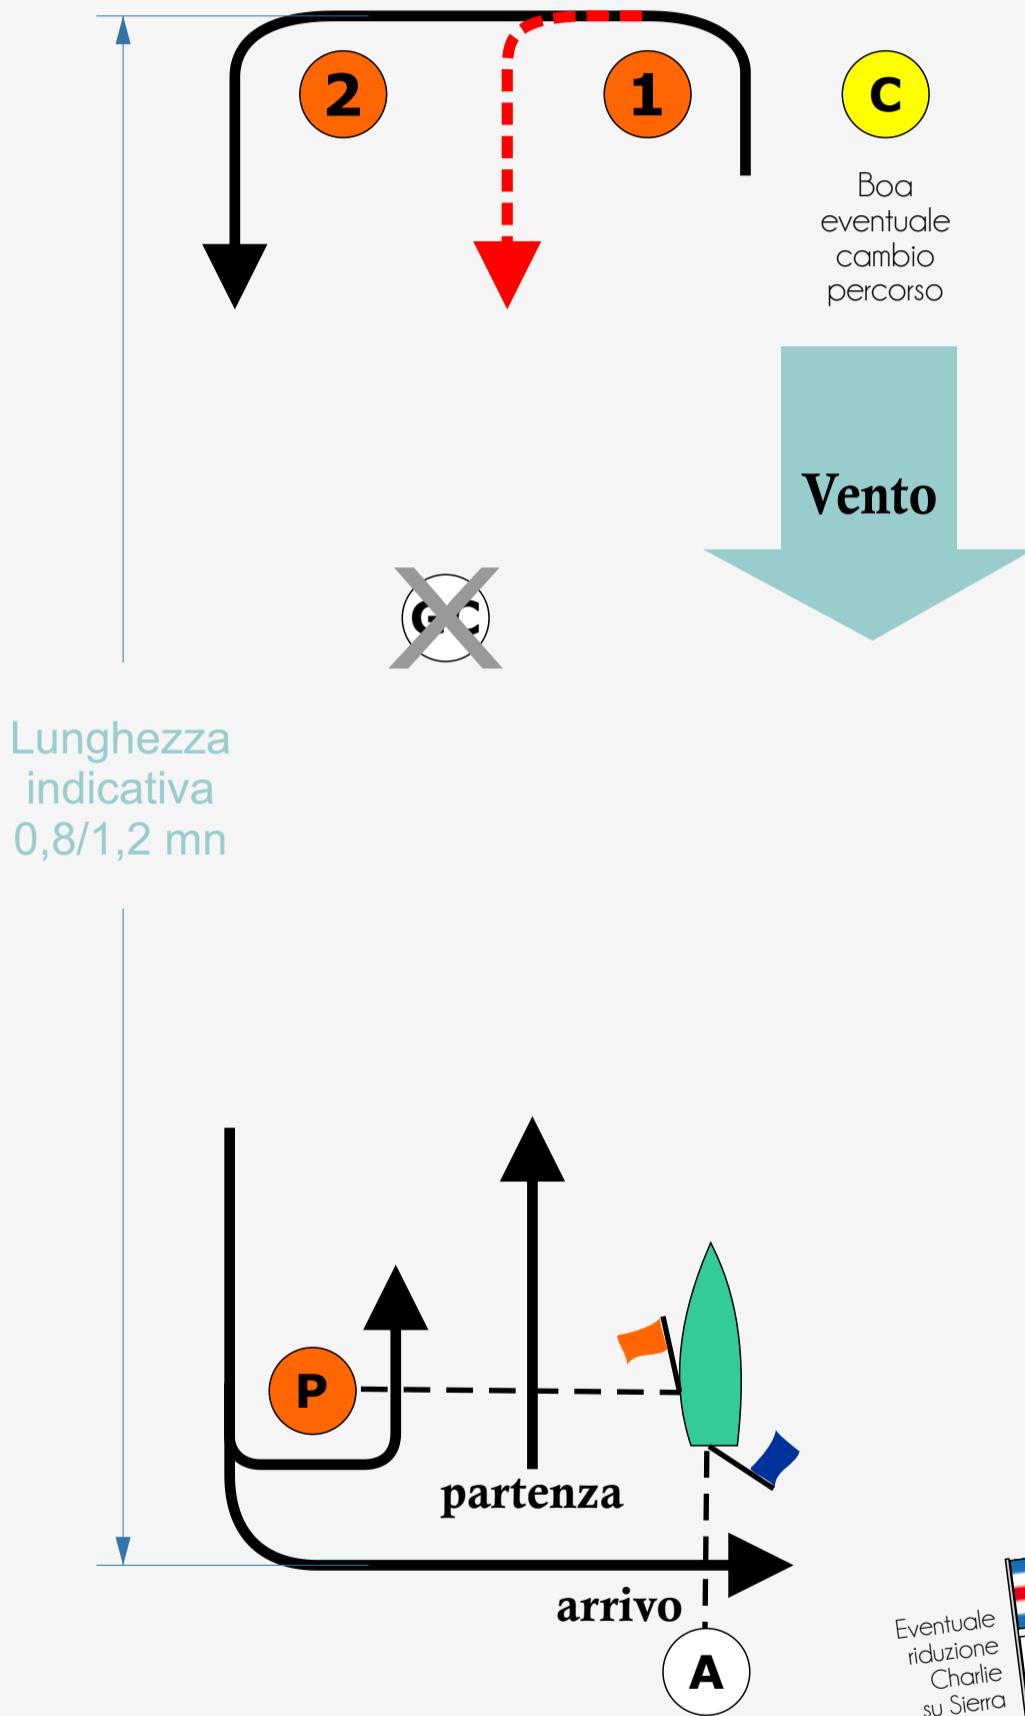 2
1
C
Boa
eventuale
cambio
percorso
Vento
Lunghezza
indicativa
0,8/1,2 mn
P
partenza
arrivo
A
Eventuale
riduzione
Charlie
su Sierra